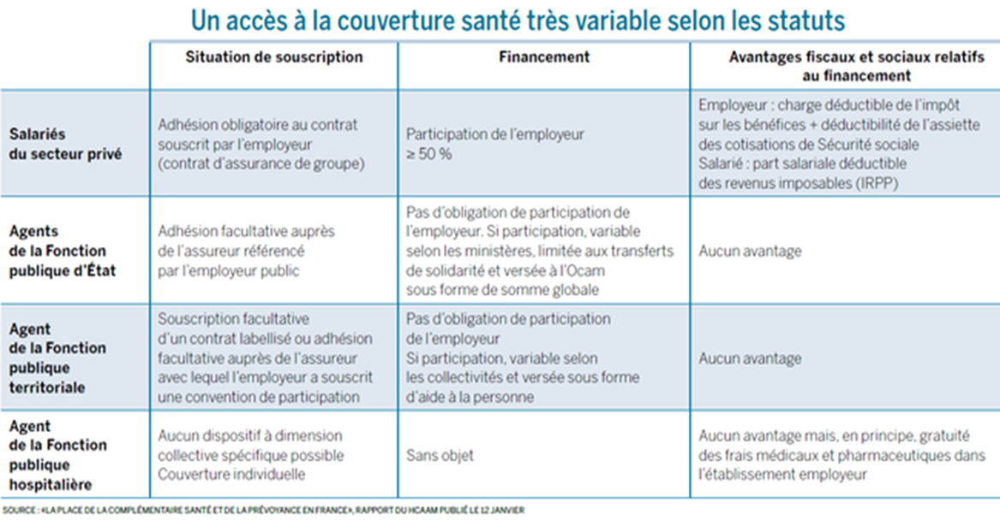 Un accès à la couverture santé très variable selon les statuts
Situation de souscription
Financement
Avantages fiscaux et sociaux relatifs
au financement
Salariés
du secteur privé
Adhésion obligatoire au contrat
souscrit par l'employeur
(contrat d'assurance de groupe)
Participation de l'employeur
≥ 50 %
Employeur : charge déductible de l'impôt
sur les bénéfices + déductibilité de l'assiette
des cotisations de Sécurité sociale
Salarié : part salariale déductible
des revenus imposables (IRPP)
Agents
de la Fonction
publique d'État
Adhésion facultative auprès
de l'assureur référencé
par l'employeur public
Pas d'obligation de participation de
l'employeur. Si participation, variable
selon les ministères, limitée aux transferts
de solidarité et versée à l'Ocam
sous forme de somme globale
Aucun avantage
Agent
de la Fonction
publique
territoriale
Souscription facultative
d'un contrat labellisé ou adhésion
facultative auprès de l'assureur
avec lequel l'employeur a souscrit
une convention de participation
Pas d'obligation de participation
de l'employeur
Si participation, variable selon
les collectivités et versée sous forme
d'aide à la personne
Aucun avantage
Agent
de la Fonction
publique
hospitalière
Aucun dispositif à dimension
collective spécifique possible
Couverture individuelle
Sans objet
Aucun avantage mais, en principe, gratuité
des frais médicaux et pharmaceutiques dans
l'établissement employeur
SOURCE : «LA PLACE DE LA COMPLÉMENTAIRE SANTÉ ET DE LA PRÉVOYANCE EN FRANCE», RAPPORT DU HCAAM PUBLIÉ LE 12 JANVIER